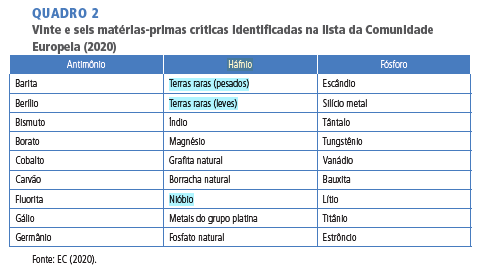 QUADRO 2
Vinte e seis matérias-primas críticas identificadas na lista da Comunidade
Europeia (2020)
Antimônio Háfnio Fósforo
Barita Terras raras (pesados) Escândio
Berílio Terras raras (leves) Silício metal
Bismuto Índio Tântalo
Borato Magnésio Tungstênio
Cobalto Grafita natural Vanádio
Carvão Borracha natural Bauxita
Fluorita Nióbio Lítio
Gálio Metais do grupo platina Titânio
Germânio Fosfato natural Estrôncio
Fonte: EC (2020).